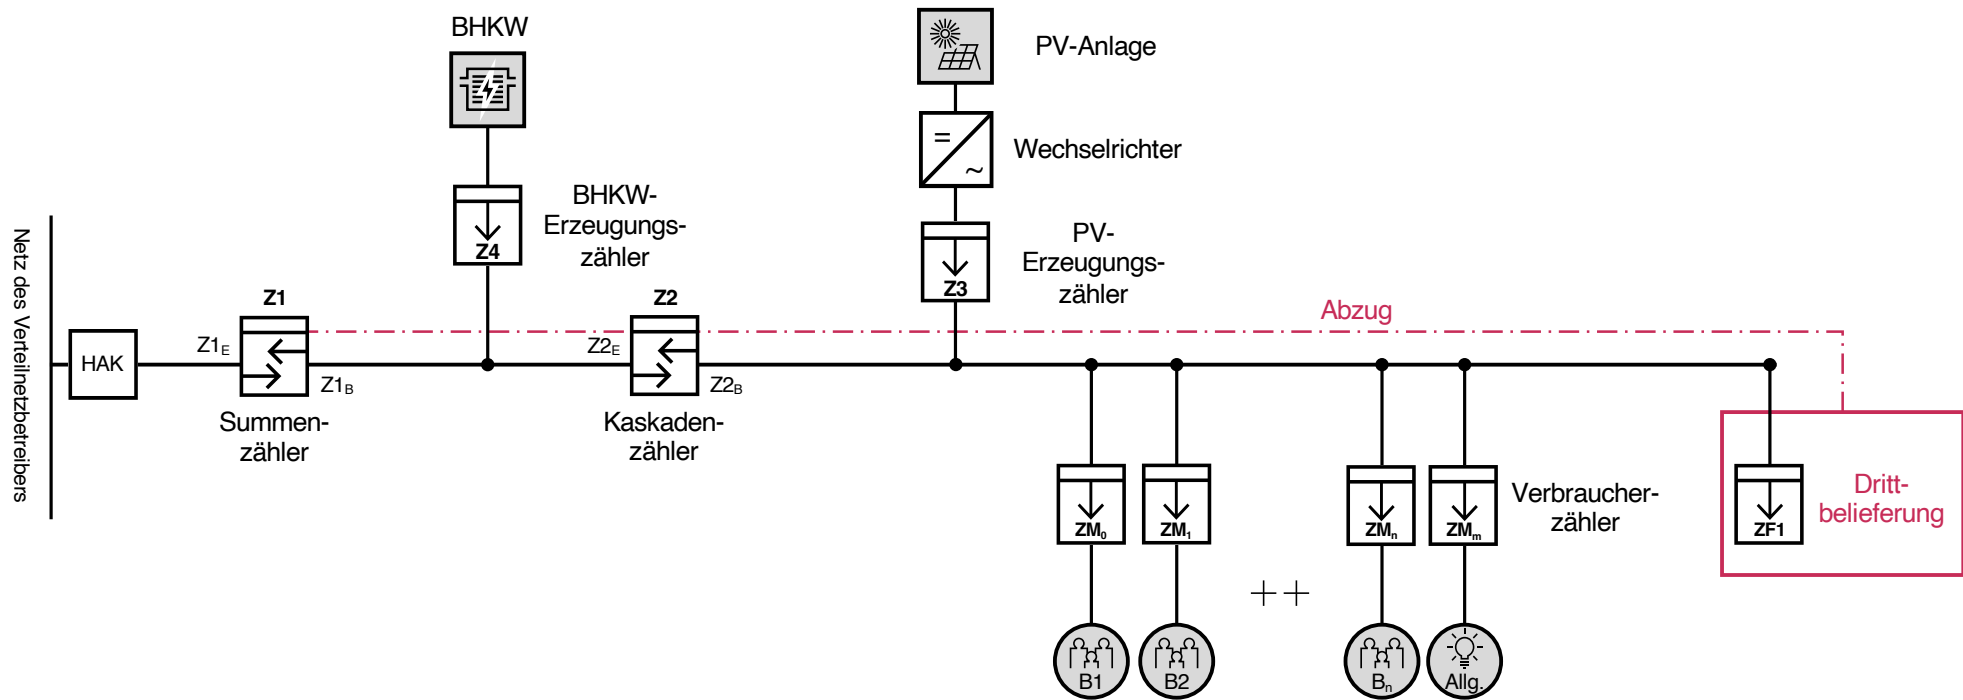 BHKW
PV-Anlage
=
~
Wechselrichter
BHKW-
Erzeugungs-
zähler
Z4
PV-
Erzeugungs-
zähler
Z3
Netz des Verteilnetzbetreibers
HAK
Z1
Z1E
Z1B
Summen-
zähler
Z2
Z2E
Z2B
Kaskaden-
zähler
Abzug
ZM0
ZM1
ZMn
ZMm
Verbraucher-
zähler
ZF1
Dritt-
belieferung
++
B1
B2
Bn
Allg.